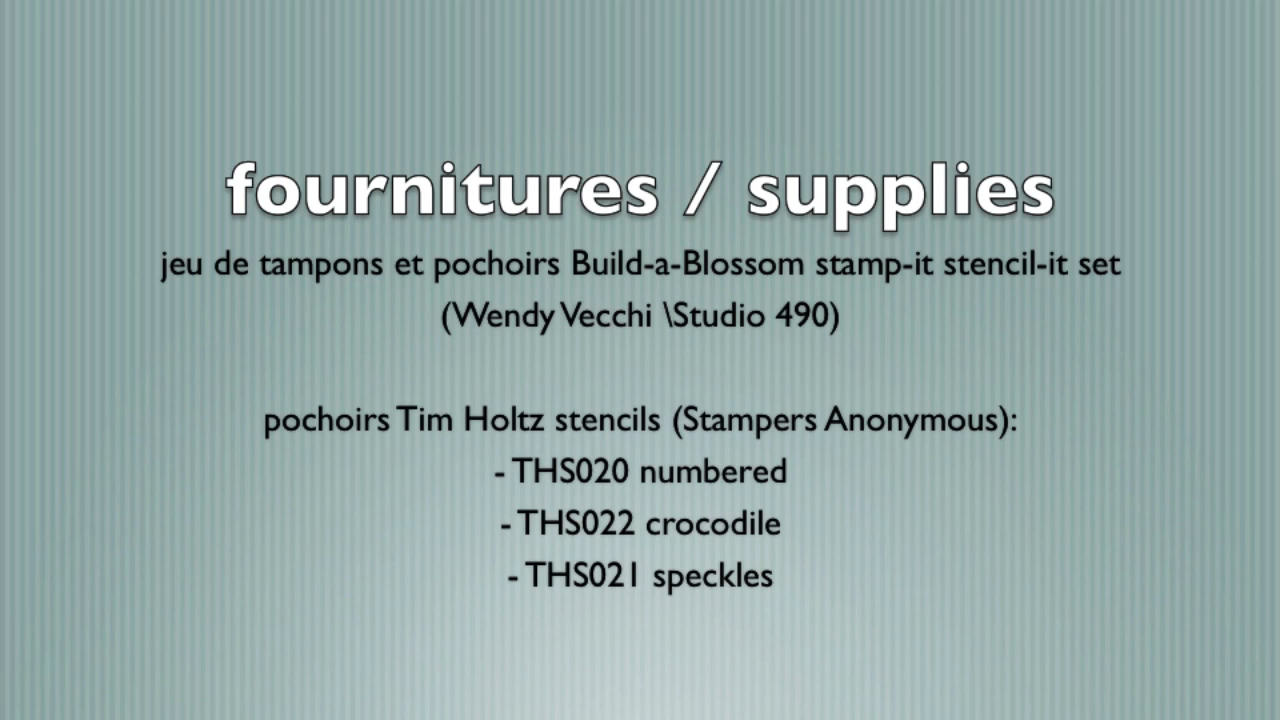 fournitures / supplies
jeu de tampons et pochoirs Build-a-Blossom stamp-it stencil-it set
(Wendy Vecchi \Studio 490)
pochoirs Tim Holtz stencils (Stampers Anonymous):
- THS020 numbered
- THS022 crocodile
- THS021 speckles